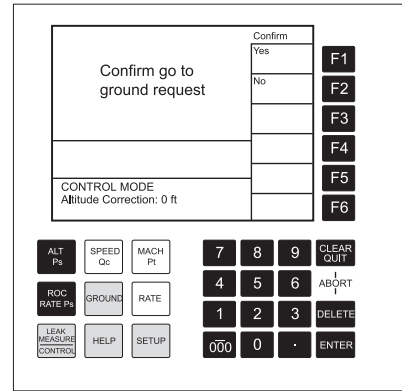 Confirm
Confirm go to
ground request
Yes
No
CONTROL MODE
Altitude Correction: 0 ft
F1
F2
F3
F4
F5
F6
ALT
Ps
SPEED
Qc
MACH
Pt
ROC
RATE Ps
GROUND
RATE
LEAK
MEASURE
CONTROL
HELP
SETUP
7 8 9 CLEAR
QUIT
4 5 6 ABORT
1 2 3 DELETE
000 0 . ENTER